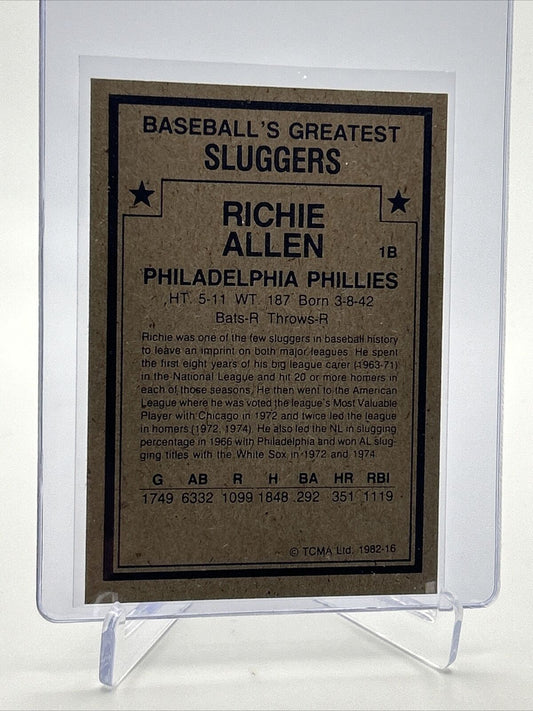 BASEBALL'S GREATEST
SLUGGERS
RICHIE
ALLEN
1B
PHILADELPHIA PHILLIES
HT. 5-11 WT. 187 Born 3-8-42
Bats-R Throws-R
Richie was one of the few sluggers in baseball history
to leave an imprint on both major leagues. He spent
the first eight years of his big league carer (1963-71)
in the National League and hit 20 or more homers in
each of those seasons. He then went to the American
League where he was voted the league's Most Valuable
Player with Chicago in 1972 and twice led the league
in homers (1972, 1974). He also led the NL in slugging
percentage in 1966 with Philadelphia and won AL slug-
ging titles with the White Sox in 1972 and 1974.
G AB R H BA HR RBI
1749 6332 1099 1848 .292 351 1119
© TCMA Ltd. 1982-16